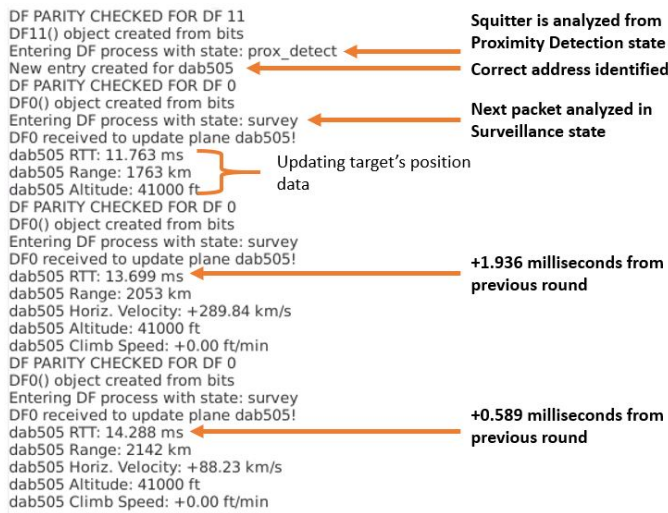 DF PARITY CHECKED FOR DF 11
DF11() object created from bits
Entering DF process with state: prox_detect
New entry created for dab505
DF PARITY CHECKED FOR DF 0
DF0() object created from bits
Entering DF process with state: survey
DF0 received to update plane dab505!
dab505 RTT: 11.763 ms
dab505 Range: 1763 km
dab505 Altitude: 41000 ft
DF PARITY CHECKED FOR DF 0
DF0() object created from bits
Entering DF process with state: survey
DF0 received to update plane dab505!
dab505 RTT: 13.699 ms
dab505 Range: 2053 km
dab505 Horiz. Velocity: +289.84 km/s
dab505 Altitude: 41000 ft
dab505 Climb Speed: +0.00 ft/min
DF PARITY CHECKED FOR DF 0
DF0() object created from bits
Entering DF process with state: survey
DF0 received to update plane dab505!
dab505 RTT: 14.288 ms
dab505 Range: 2142 km
dab505 Horiz. Velocity: +88.23 km/s
dab505 Altitude: 41000 ft
dab505 Climb Speed: +0.00 ft/min
Squitter is analyzed from
Proximity Detection state
Correct address identified
Next packet analyzed in
Surveillance state
Updating target's position
data
+1.936 milliseconds from
previous round
+0.589 milliseconds from
previous round